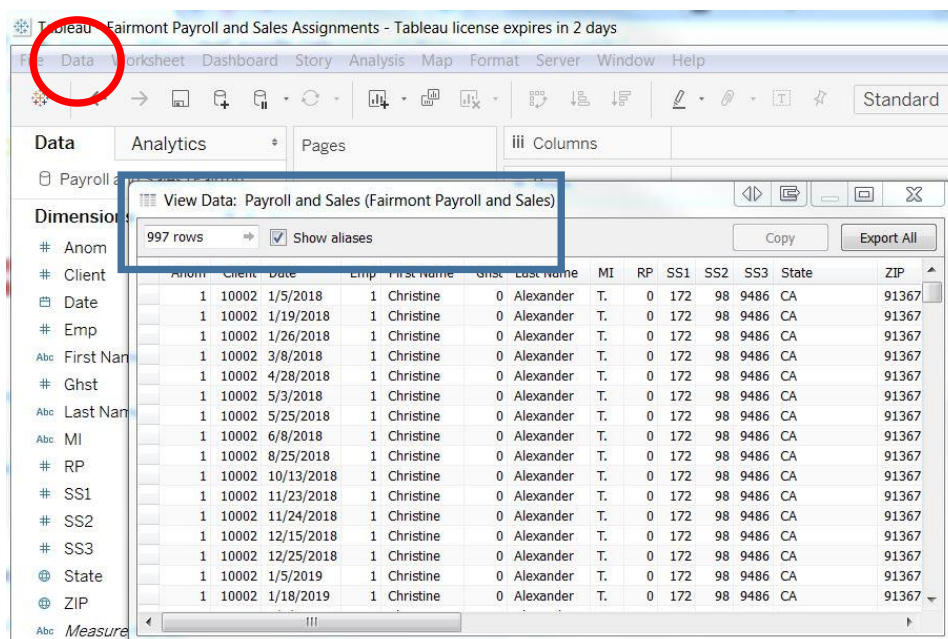 Tableau - Fairmont Payroll and Sales Assignments - Tableau license expires in 2 days
File Data Worksheet Dashboard Story Analysis Map Format Server Window Help
Standard
Data Analytics Pages iii Columns
Payroll and Sales
View Data: Payroll and Sales (Fairmont Payroll and Sales)
Dimensions
997 rows Show aliases Copy Export All
# Anom
Anom Client Date Emp First Name Ghst Last Name MI RP SS1 SS2 SS3 State ZIP
# Client
1 10002 1/5/2018 1 Christine 0 Alexander T. 0 172 98 9486 CA 91367
Date
1 10002 1/19/2018 1 Christine 0 Alexander T. 0 172 98 9486 CA 91367
1 10002 1/26/2018 1 Christine 0 Alexander T. 0 172 98 9486 CA 91367
# Emp
1 10002 3/8/2018 1 Christine 0 Alexander T. 0 172 98 9486 CA 91367
Abc First Nam
1 10002 4/28/2018 1 Christine 0 Alexander T. 0 172 98 9486 CA 91367
# Ghst
1 10002 5/3/2018 1 Christine 0 Alexander T. 0 172 98 9486 CA 91367
Abc Last Nam
1 10002 5/25/2018 1 Christine 0 Alexander T. 0 172 98 9486 CA 91367
Abc MI
1 10002 6/8/2018 1 Christine 0 Alexander T. 0 172 98 9486 CA 91367
1 10002 8/25/2018 1 Christine 0 Alexander T. 0 172 98 9486 CA 91367
# RP
1 10002 10/13/2018 1 Christine 0 Alexander T. 0 172 98 9486 CA 91367
# SS1
1 10002 11/23/2018 1 Christine 0 Alexander T. 0 172 98 9486 CA 91367
# SS2
1 10002 11/24/2018 1 Christine 0 Alexander T. 0 172 98 9486 CA 91367
1 10002 12/15/2018 1 Christine 0 Alexander T. 0 172 98 9486 CA 91367
# SS3
1 10002 12/25/2018 1 Christine 0 Alexander T. 0 172 98 9486 CA 91367
State
1 10002 1/5/2019 1 Christine 0 Alexander T. 0 172 98 9486 CA 91367
ZIP
1 10002 1/18/2019 1 Christine 0 Alexander T. 0 172 98 9486 CA 91367
Abc Measure